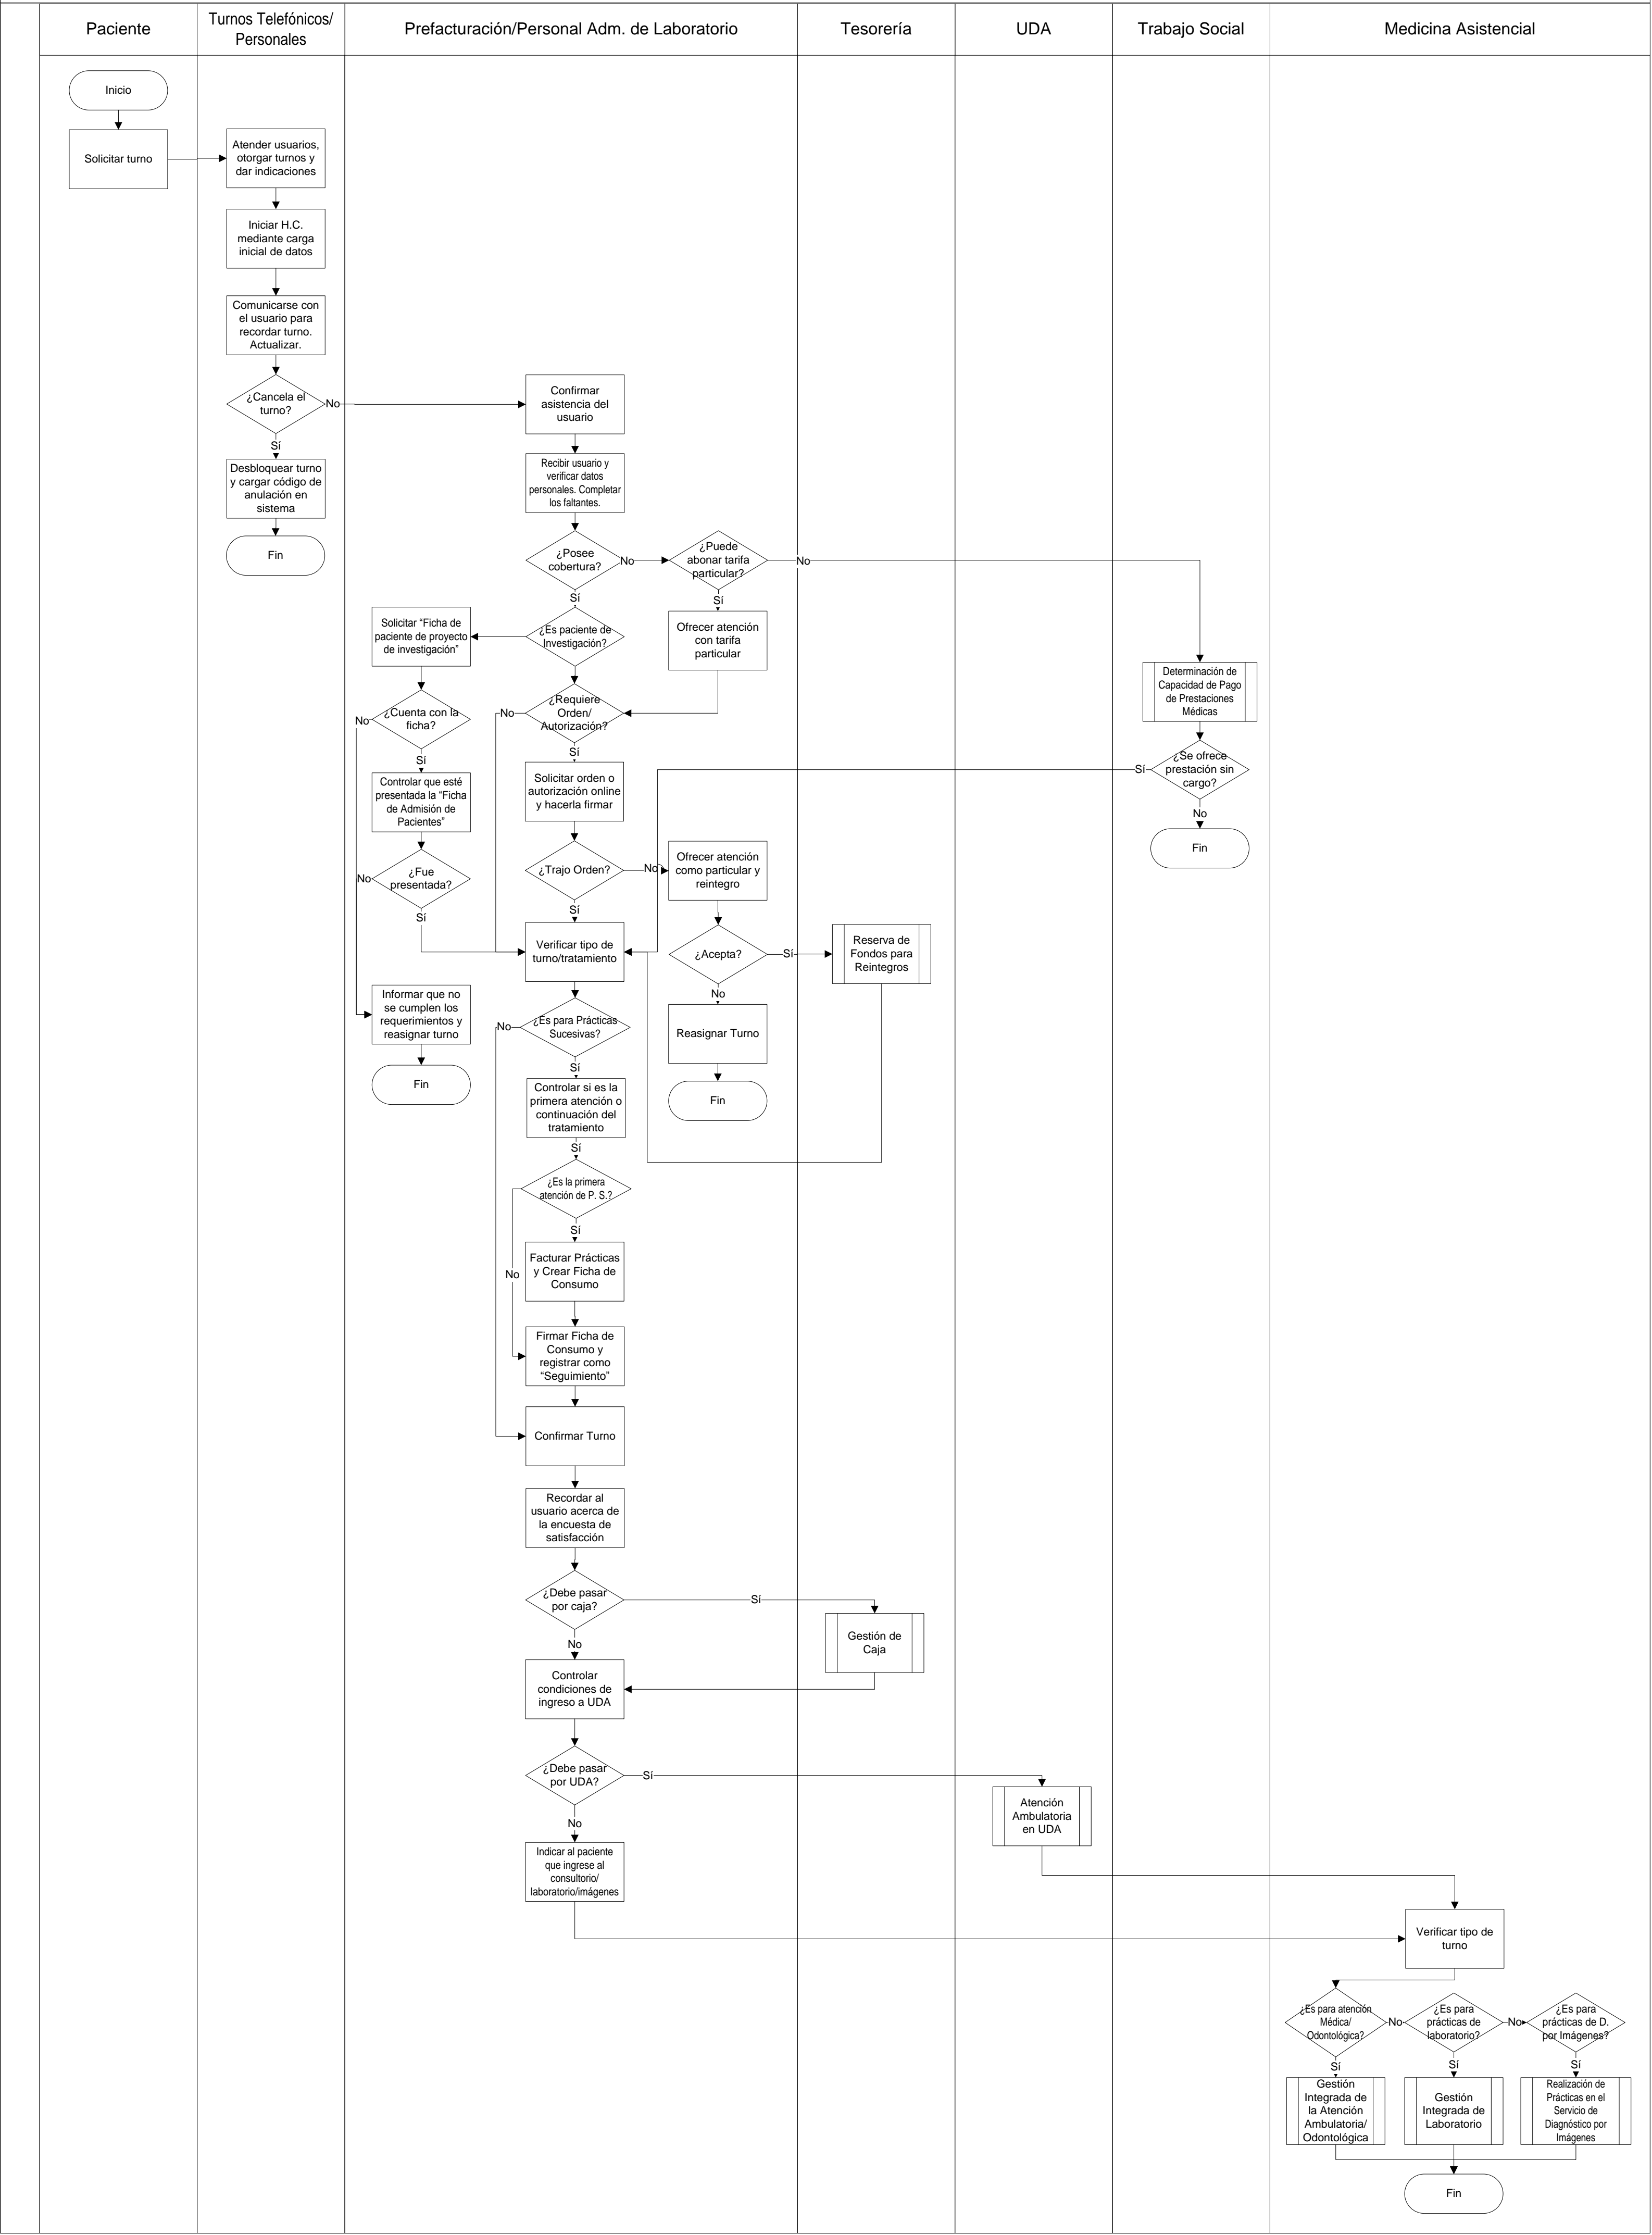 Paciente
Turnos Telefónicos/
Personales
Prefacturación/Personal Adm. de Laboratorio
Tesorería
UDA
Trabajo Social
Medicina Asistencial
Inicio
Solicitar turno
Atender usuarios,
otorgar turnos y
dar indicaciones
Iniciar H.C.
mediante carga
inicial de datos
Comunicarse con
el usuario para
recordar turno.
Actualizar.
¿Cancela el
turno?
No
Sí
Desbloquear turno
y cargar código de
anulación en
sistema
Fin
Confirmar
asistencia del
usuario
Recibir usuario y
verificar datos
personales. Completar
los faltantes.
¿Posee
cobertura?
No
Sí
¿Puede
abonar tarifa
particular?
No
Sí
Ofrecer atención
con tarifa
particular
¿Es paciente de
Investigación?
Solicitar “Ficha de
paciente de proyecto
de investigación”
¿Cuenta con la
ficha?
No
Sí
Controlar que esté
presentada la “Ficha
de Admisión de
Pacientes”
¿Fue
presentada?
No
Sí
Informar que no
se cumplen los
requerimientos y
reasignar turno
Fin
¿Requiere
Orden/
Autorización?
No
Sí
Solicitar orden o
autorización online
y hacerla firmar
¿Trajo Orden?
No
Sí
Ofrecer atención
como particular y
reintegro
¿Acepta?
Sí
No
Reasignar Turno
Fin
Reserva de
Fondos para
Reintegros
Determinación de
Capacidad de Pago
de Prestaciones
Médicas
¿Se ofrece
prestación sin
cargo?
Sí
No
Fin
Verificar tipo de
turno/tratamiento
¿Es para Prácticas
Sucesivas?
No
Sí
Controlar si es la
primera atención o
continuación del
tratamiento
Sí
¿Es la primera
atención de P. S.?
No
Sí
Facturar Prácticas
y Crear Ficha de
Consumo
Firmar Ficha de
Consumo y
registrar como
“Seguimiento”
Confirmar Turno
Recordar al
usuario acerca de
la encuesta de
satisfacción
¿Debe pasar
por caja?
Sí
No
Gestión de
Caja
Controlar
condiciones de
ingreso a UDA
¿Debe pasar
por UDA?
Sí
No
Atención
Ambulatoria
en UDA
Indicar al paciente
que ingrese al
consultorio/
laboratorio/imágenes
Verificar tipo de
turno
¿Es para atención
Médica/
Odontológica?
No
Sí
¿Es para
prácticas de
laboratorio?
No
Sí
¿Es para
prácticas de D.
por Imágenes?
Sí
Gestión
Integrada de
la Atención
Ambulatoria/
Odontológica
Gestión
Integrada de
Laboratorio
Realización de
Prácticas en el
Servicio de
Diagnóstico por
Imágenes
Fin